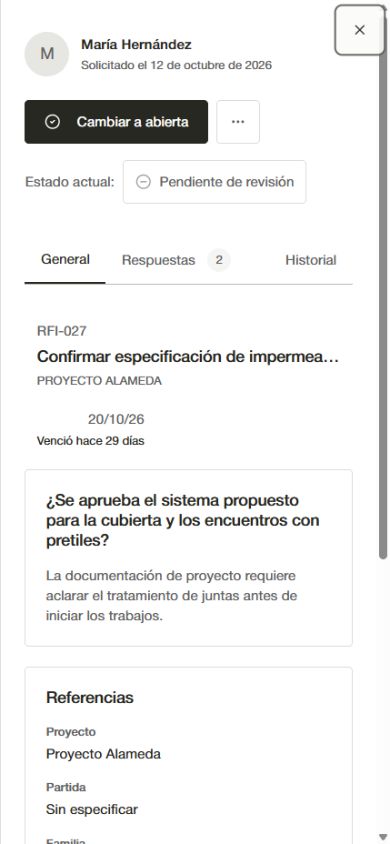 M
María Hernández
Solicitado el 12 de octubre de 2026
Cambiar a abierta
Estado actual:
Pendiente de revisión
General
Respuestas 2
Historial
RFI-027
Confirmar especificación de impermea...
PROYECTO ALAMEDA
20/10/26
Venció hace 29 días
¿Se aprueba el sistema propuesto
para la cubierta y los encuentros con
pretiles?
La documentación de proyecto requiere
aclarar el tratamiento de juntas antes de
iniciar los trabajos.
Referencias
Proyecto
Proyecto Alameda
Partida
Sin especificar
Familia